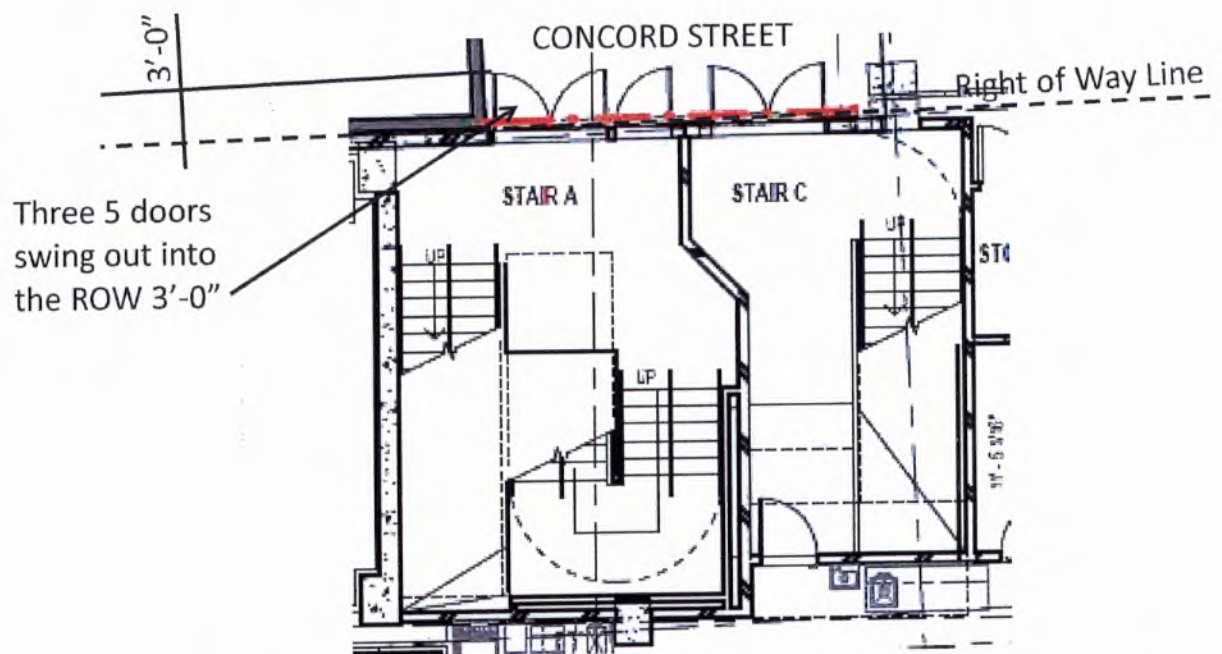 3'-0"
CONCORD STREET
Right of Way Line
Three 5 doors
swing out into
the ROW 3'-0"
STAIR A
STAIR C
UP
UP
UP